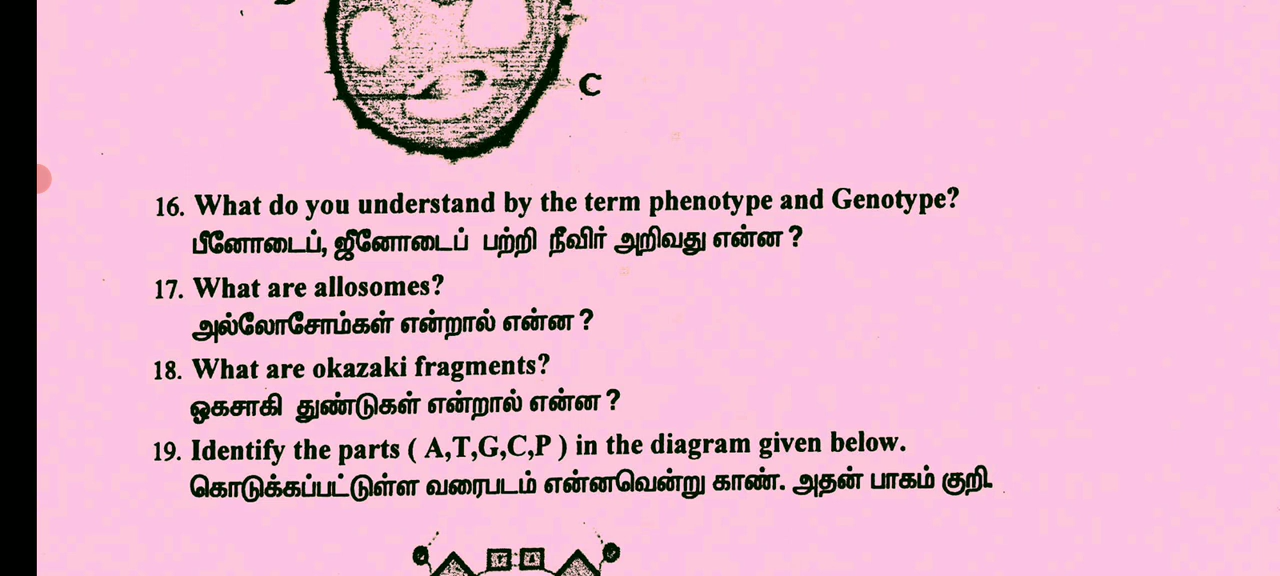 C
16. What do you understand by the term phenotype and Genotype?
பீனோடைப், ஜீனோடைப் பற்றி நீவிர் அறிவது என்ன ?
17. What are allosomes?
அல்லோசோம்கள் என்றால் என்ன ?
18. What are okazaki fragments?
ஒகசாகி துண்டுகள் என்றால் என்ன ?
19. Identify the parts ( A,T,G,C,P ) in the diagram given below.
கொடுக்கப்பட்டுள்ள வரைபடம் என்னவென்று காண். அதன் பாகம் குறி.